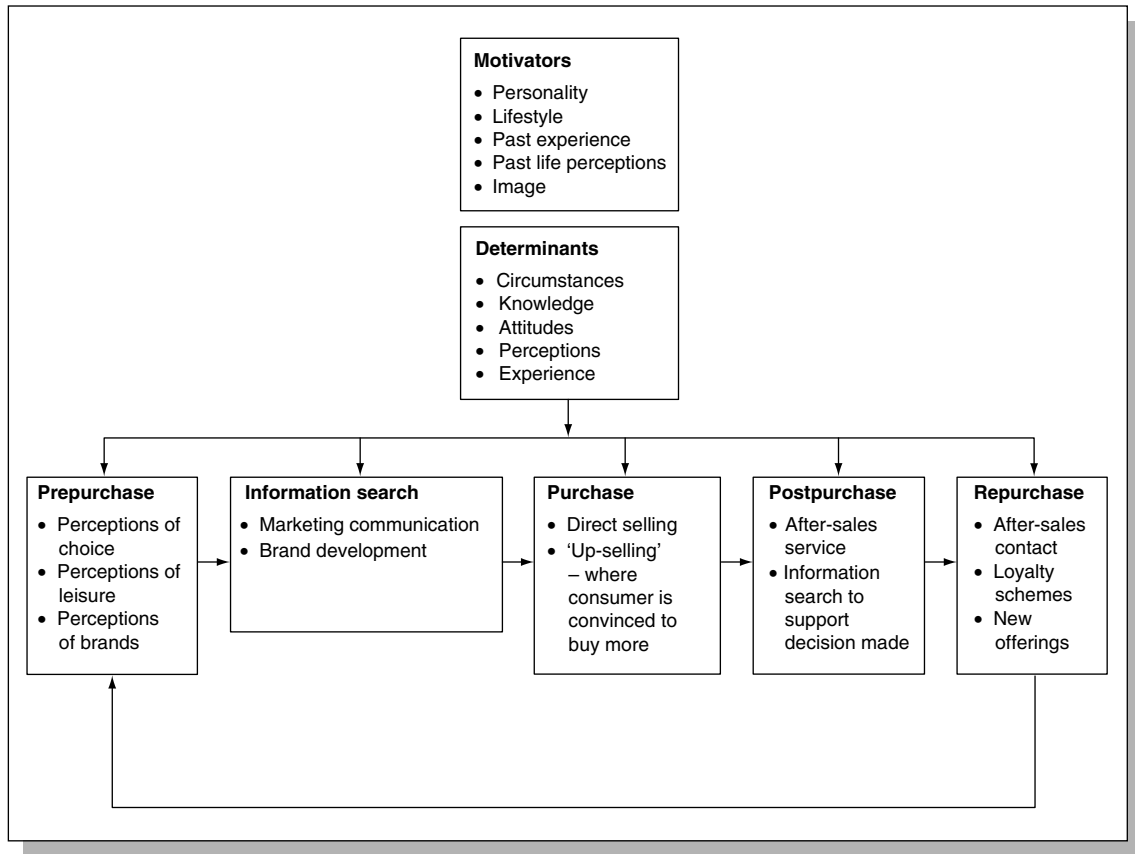 Motivators
• Personality
• Lifestyle
• Past experience
• Past life perceptions
• Image
Determinants
• Circumstances
• Knowledge
• Attitudes
• Perceptions
• Experience
Prepurchase
• Perceptions of
choice
• Perceptions of
leisure
• Perceptions
of brands
Information search
• Marketing communication
• Brand development
Purchase
• Direct selling
• ‘Up-selling’
– where
consumer is
convinced to
buy more
Postpurchase
• After-sales
service
• Information
search to
support
decision made
Repurchase
• After-sales
contact
• Loyalty
schemes
• New
offerings